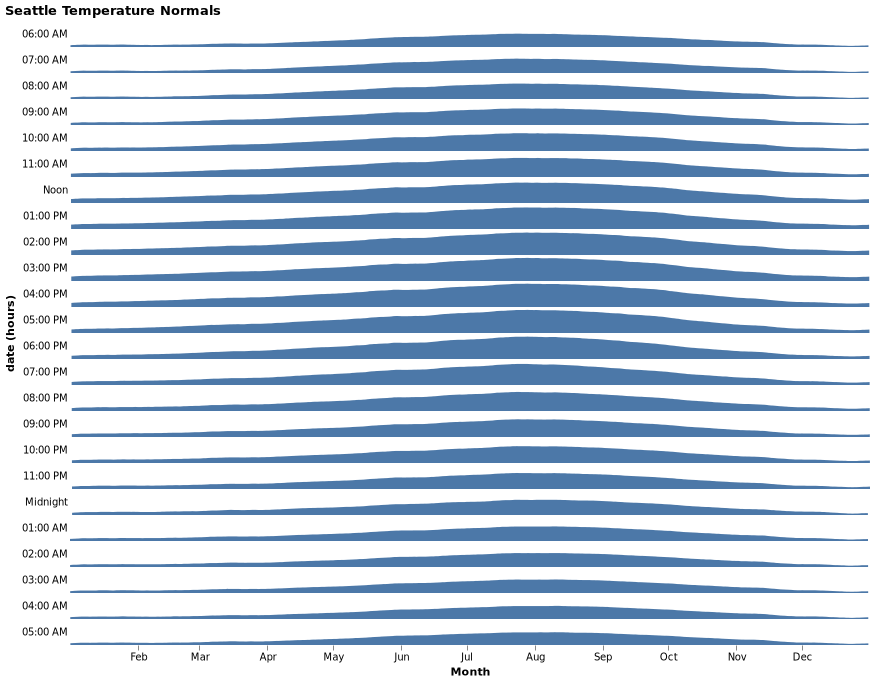 Seattle Temperature Normals
06:00 AM
07:00 AM
08:00 AM
09:00 AM
10:00 AM
11:00 AM
Noon
01:00 PM
02:00 PM
03:00 PM
04:00 PM
05:00 PM
06:00 PM
07:00 PM
08:00 PM
09:00 PM
10:00 PM
11:00 PM
Midnight
01:00 AM
02:00 AM
03:00 AM
04:00 AM
05:00 AM
date (hours)
Feb Mar Apr May Jun Jul Aug Sep Oct Nov Dec
Month